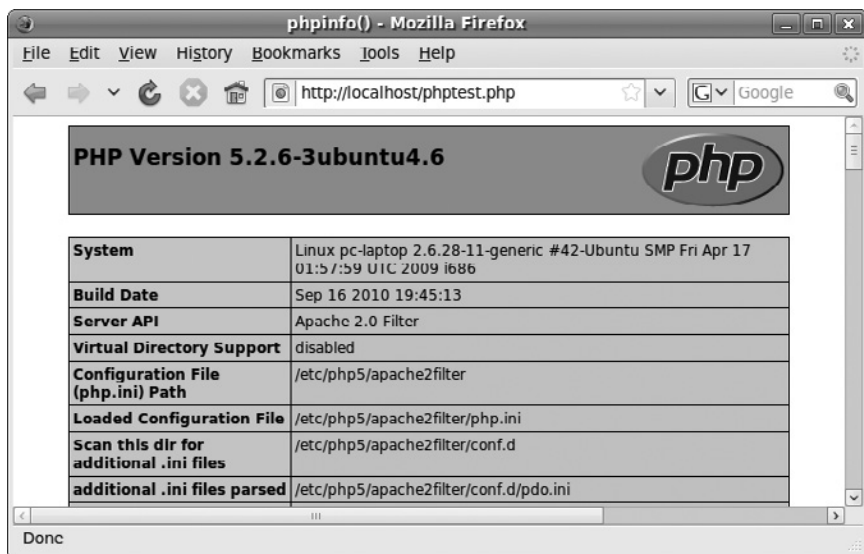 phpinfo() - Mozilla Firefox
File Edit View History Bookmarks Tools Help
http://localhost/phptest.php
G Google
PHP Version 5.2.6-3ubuntu4.6
php
System Linux pc-laptop 2.6.28-11-generic #42-Ubuntu SMP Fri Apr 17
01:57:59 UTC 2009 i686
Build Date Sep 16 2010 19:45:13
Server API Apache 2.0 Filter
Virtual Directory Support disabled
Configuration File
(php.ini) Path /etc/php5/apache2filter
Loaded Configuration File /etc/php5/apache2filter/php.ini
Scan this dir for
additional .ini files /etc/php5/apache2filter/conf.d
additional .ini files parsed /etc/php5/apache2filter/conf.d/pdo.ini
Done